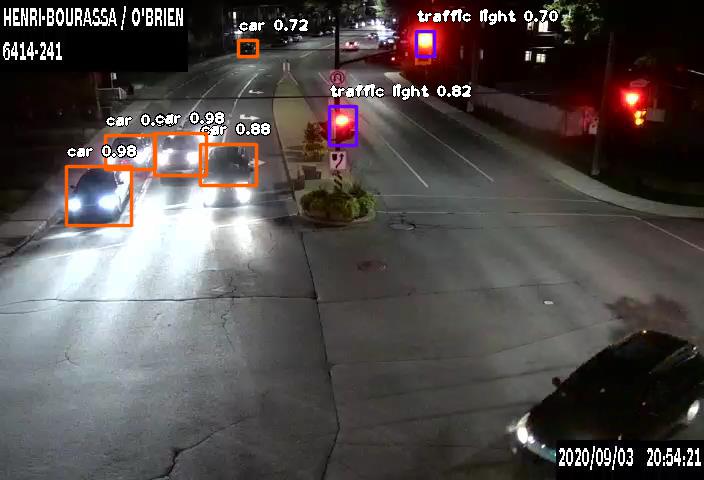 HENRI-BOURASSA / O'BRIEN
6414-241
car 0.72
traffic light 0.70
traffic light 0.82
car 0.98
car 0.88
car 0.98
2020/09/03 20:54:21